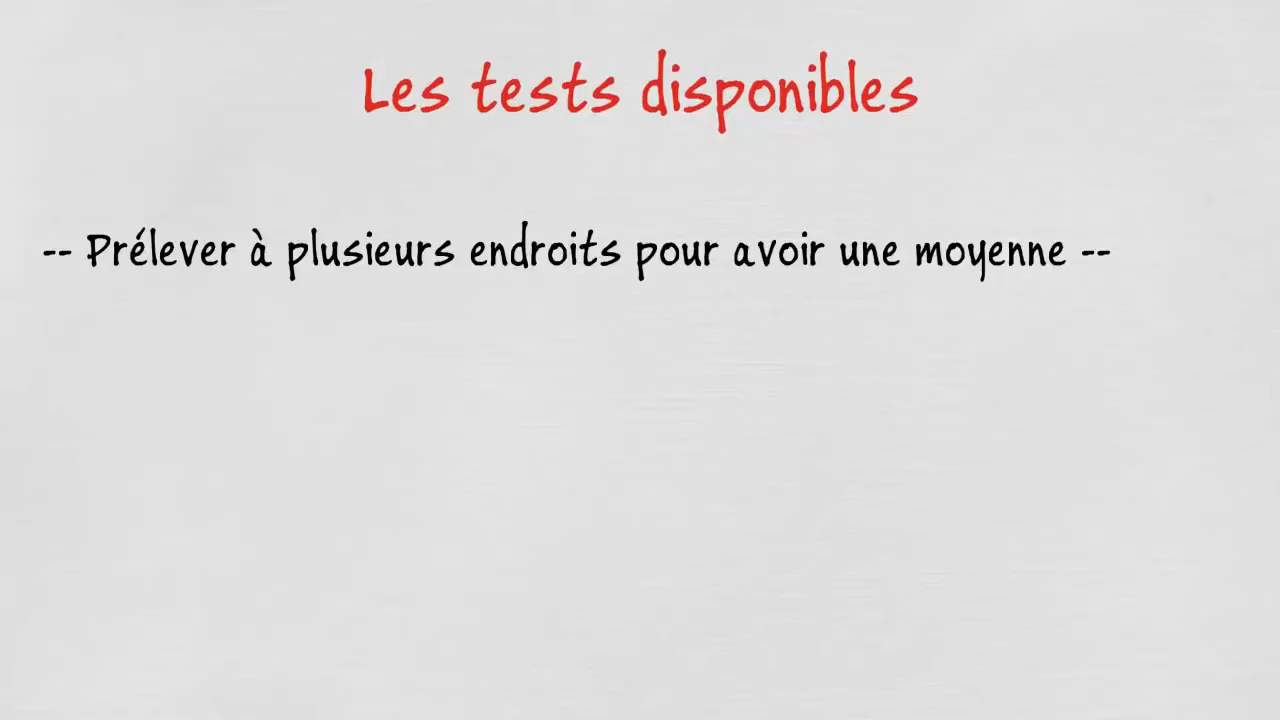 Les tests disponibles
-- Prélever à plusieurs endroits pour avoir une moyenne --